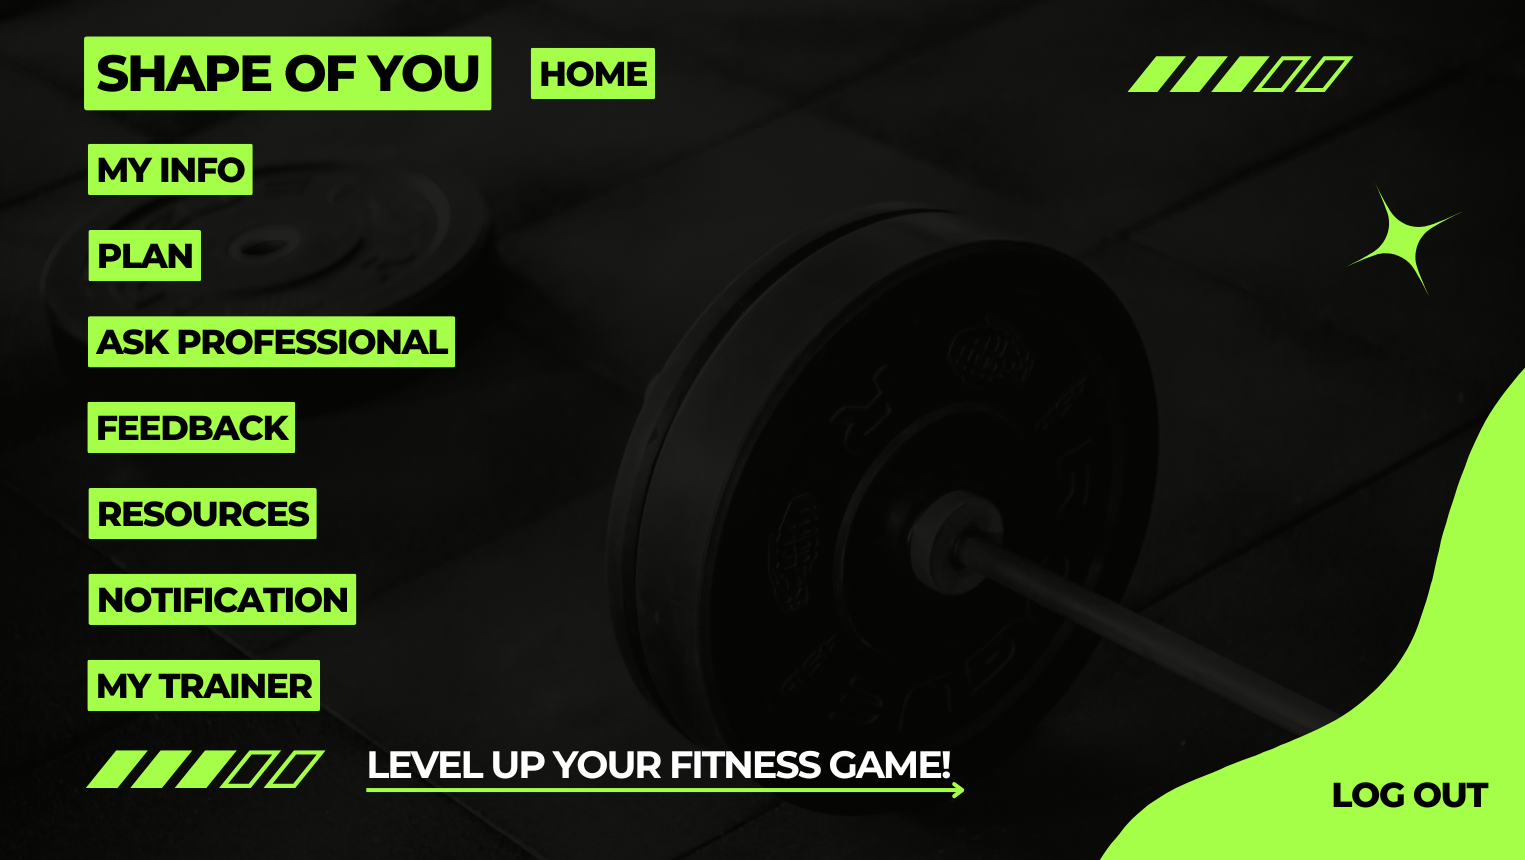 SHAPE OF YOU
HOME
MY INFO
PLAN
ASK PROFESSIONAL
FEEDBACK
RESOURCES
NOTIFICATION
MY TRAINER
LEVEL UP YOUR FITNESS GAME!
LOG OUT